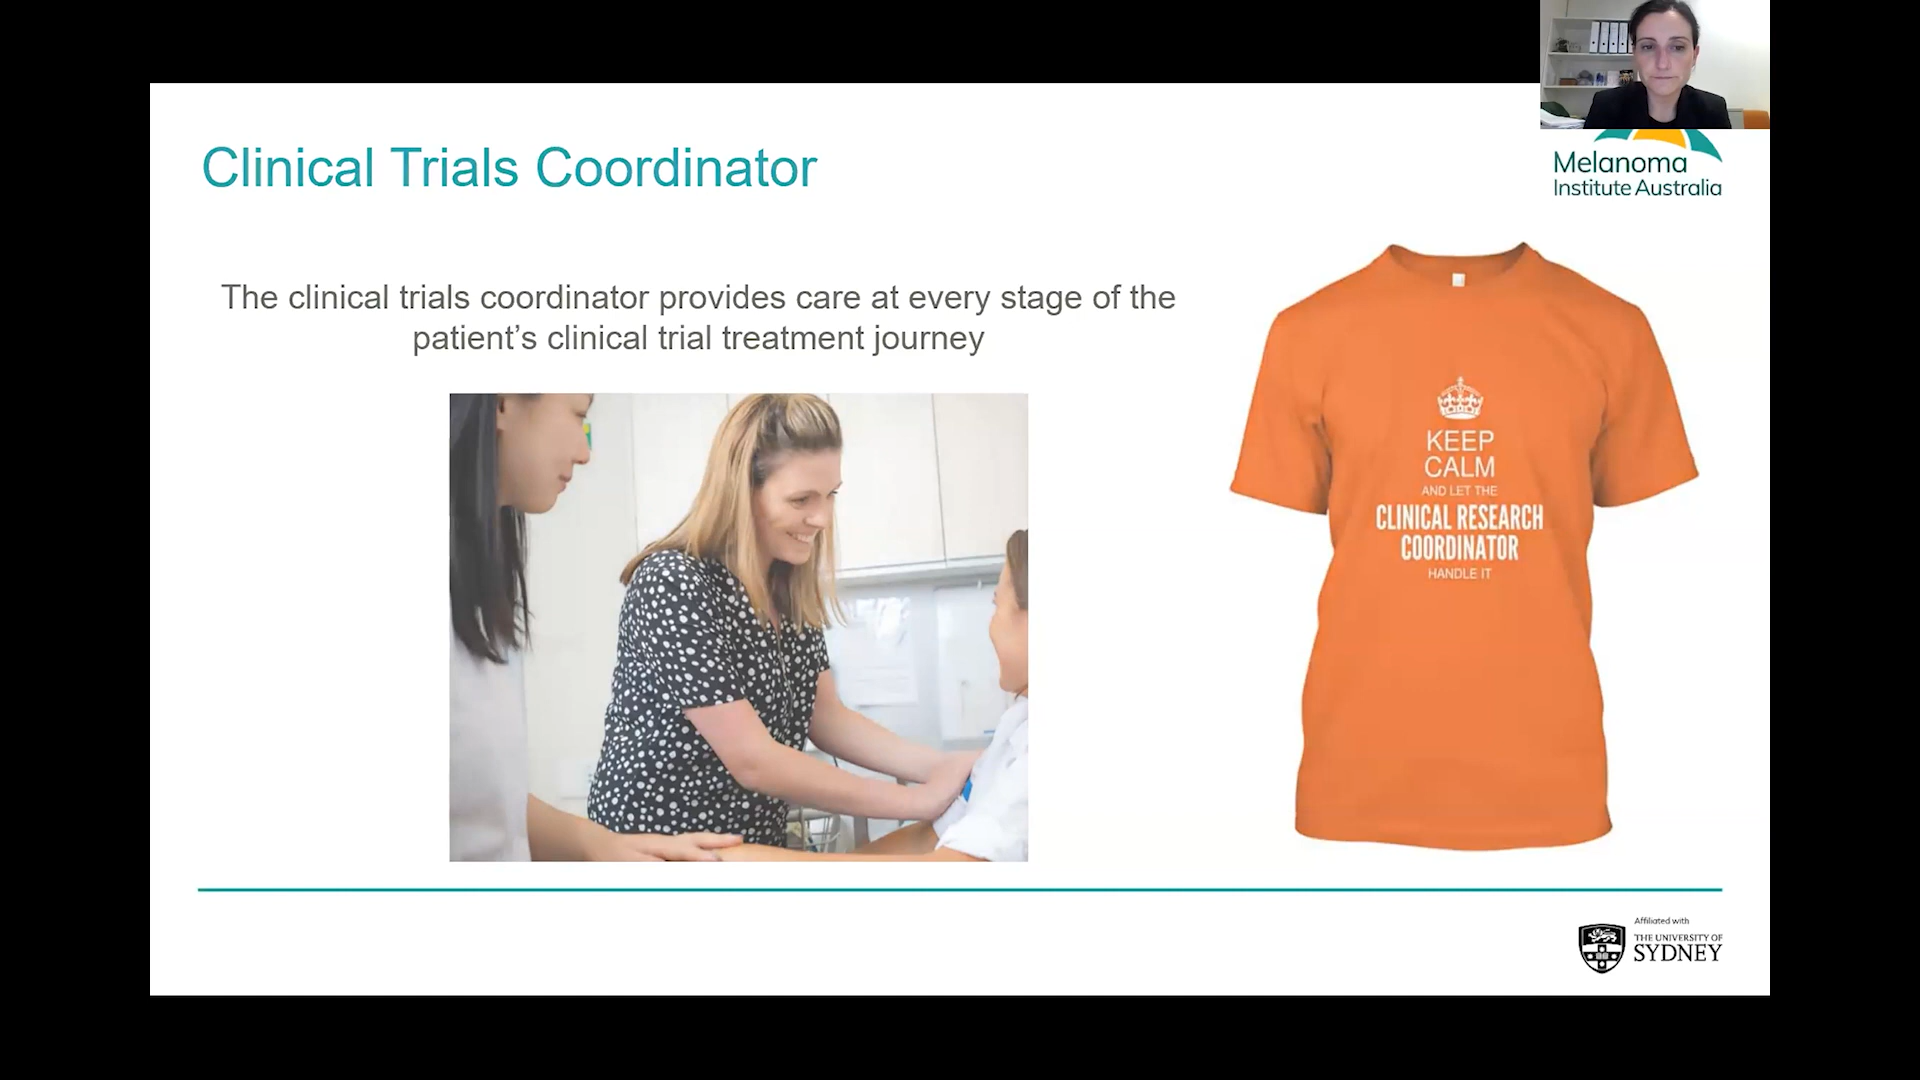 Clinical Trials Coordinator
Melanoma
Institute Australia
The clinical trials coordinator provides care at every stage of the
patient’s clinical trial treatment journey
KEEP
CALM
AND LET THE
CLINICAL RESEARCH
COORDINATOR
HANDLE IT
Affiliated with
THE UNIVERSITY OF
SYDNEY